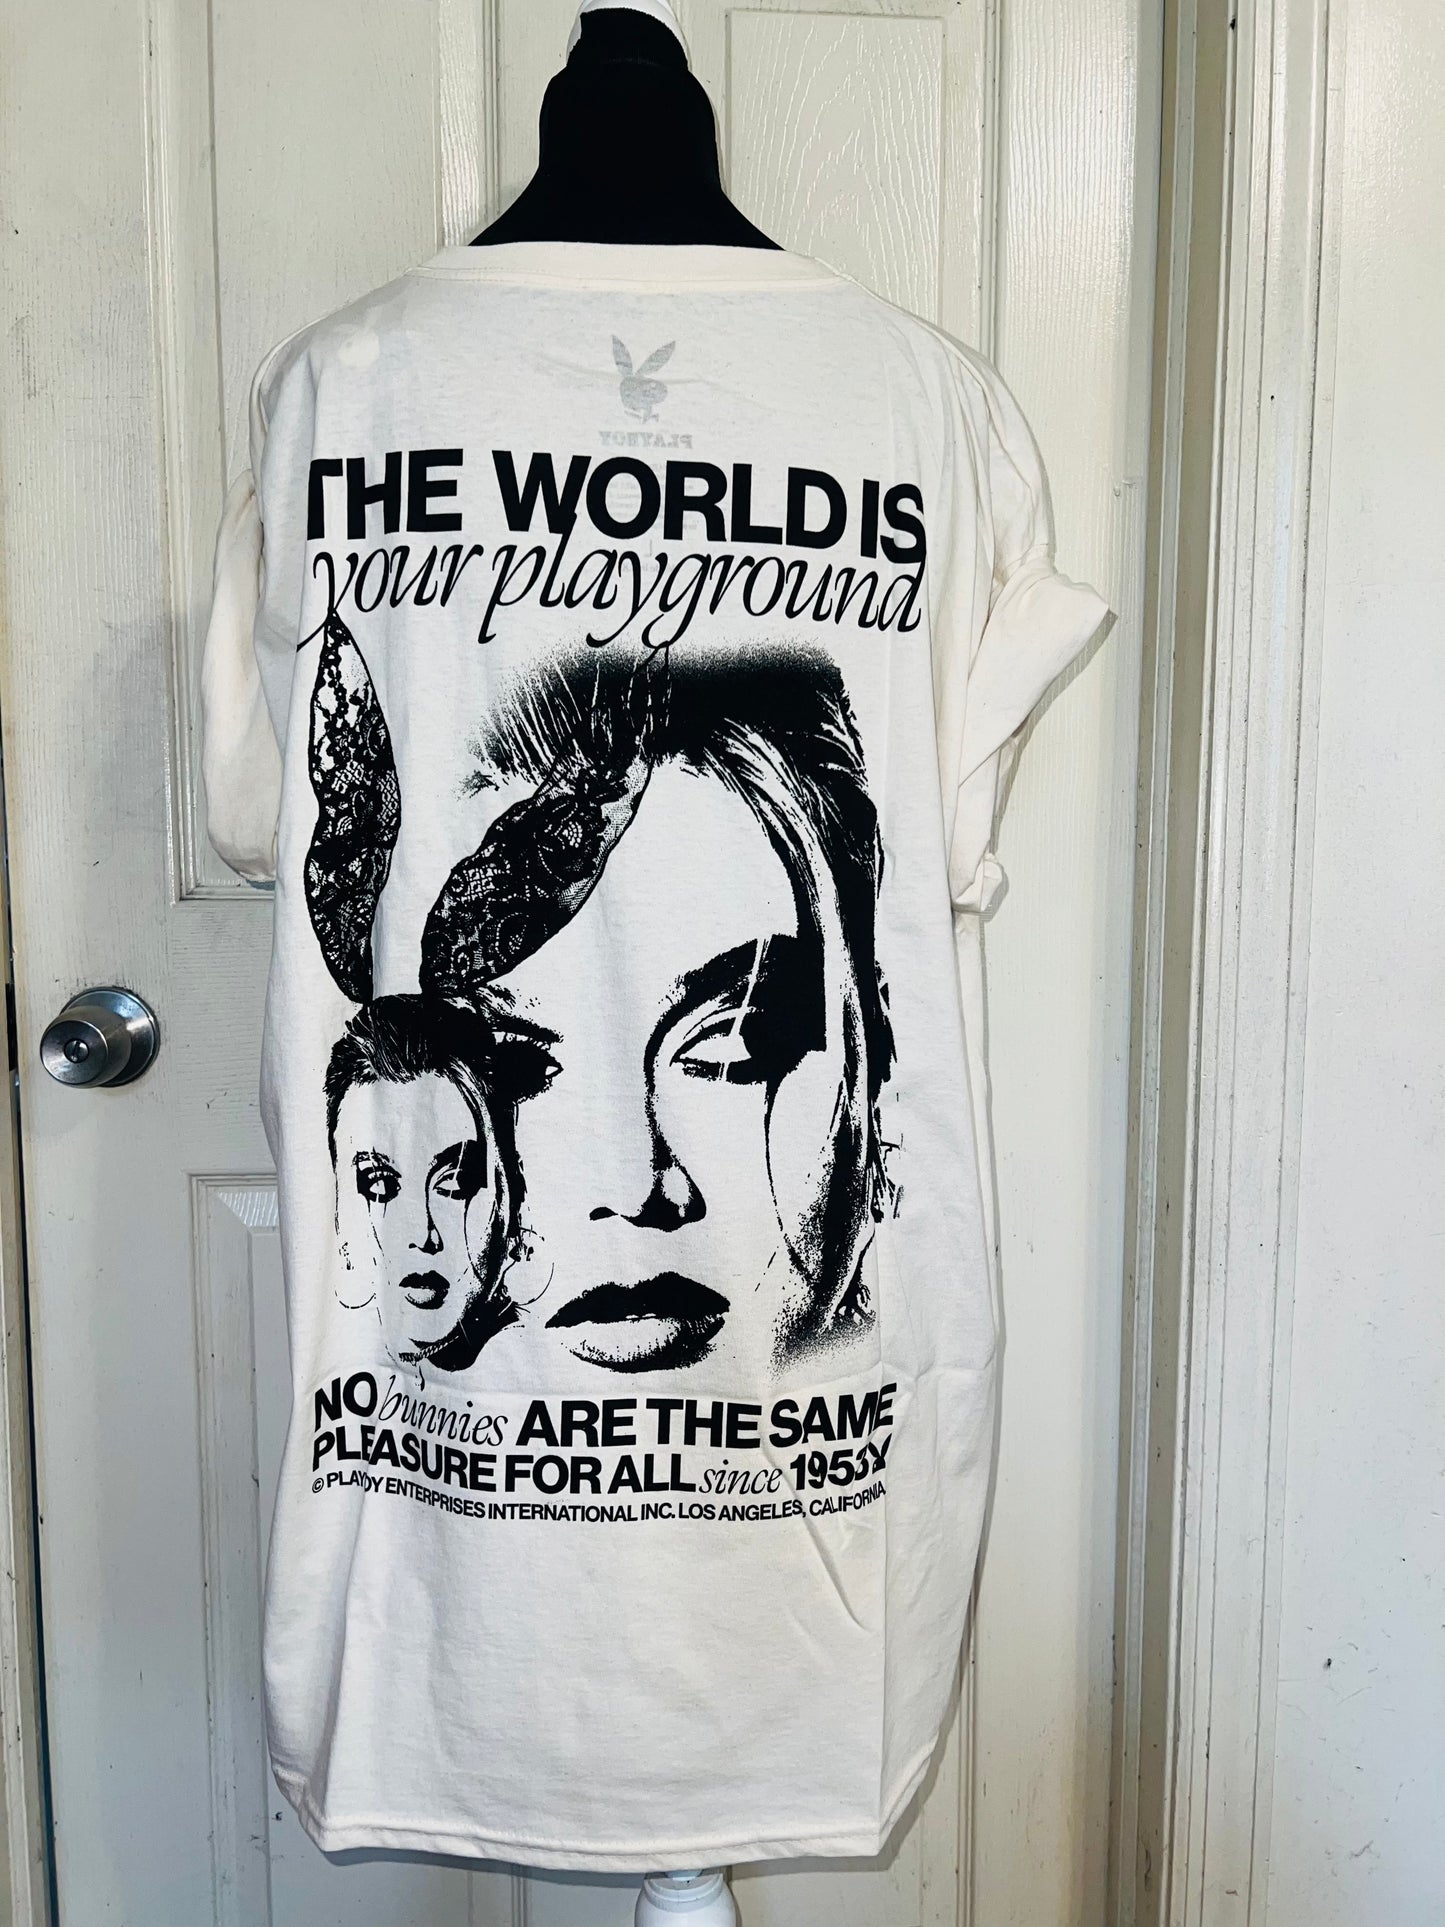 PLAYBOY
THE WORLD IS
your playground
NO bunnies ARE THE SAME
PLEASURE FOR ALL since 1953
© PLAYBOY ENTERPRISES INTERNATIONAL INC. LOS ANGELES, CALIFORNIA